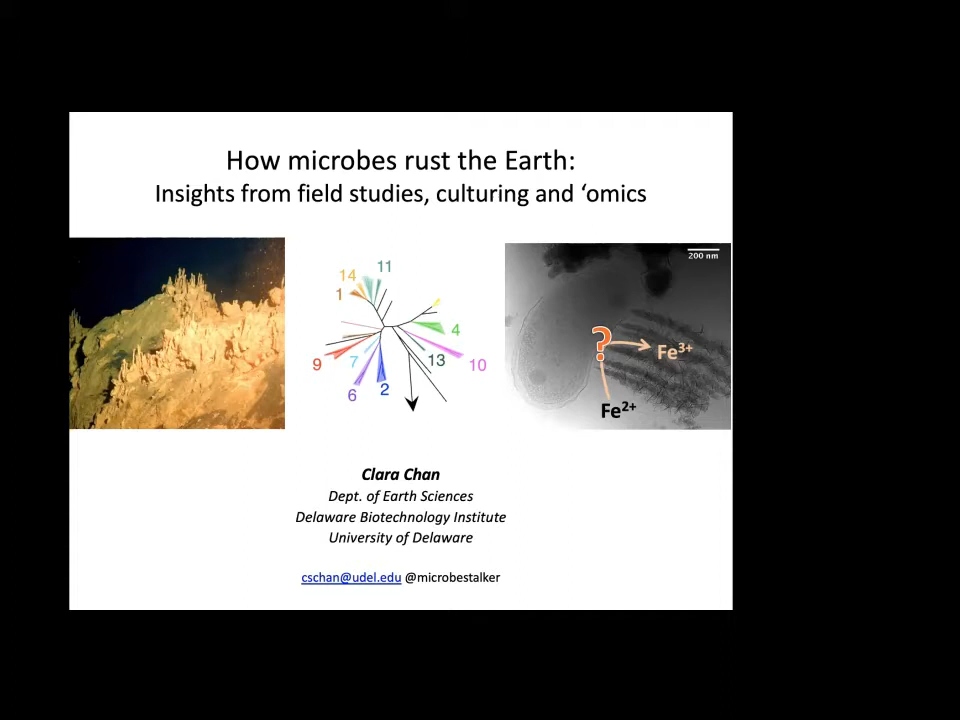 How microbes rust the Earth:
Insights from field studies, culturing and ‘omics
11
14
1
4
13
10
9
7
2
6
200 nm
?
Fe³⁺
Fe²⁺
Clara Chan
Dept. of Earth Sciences
Delaware Biotechnology Institute
University of Delaware
cschan@udel.edu @microbestalker